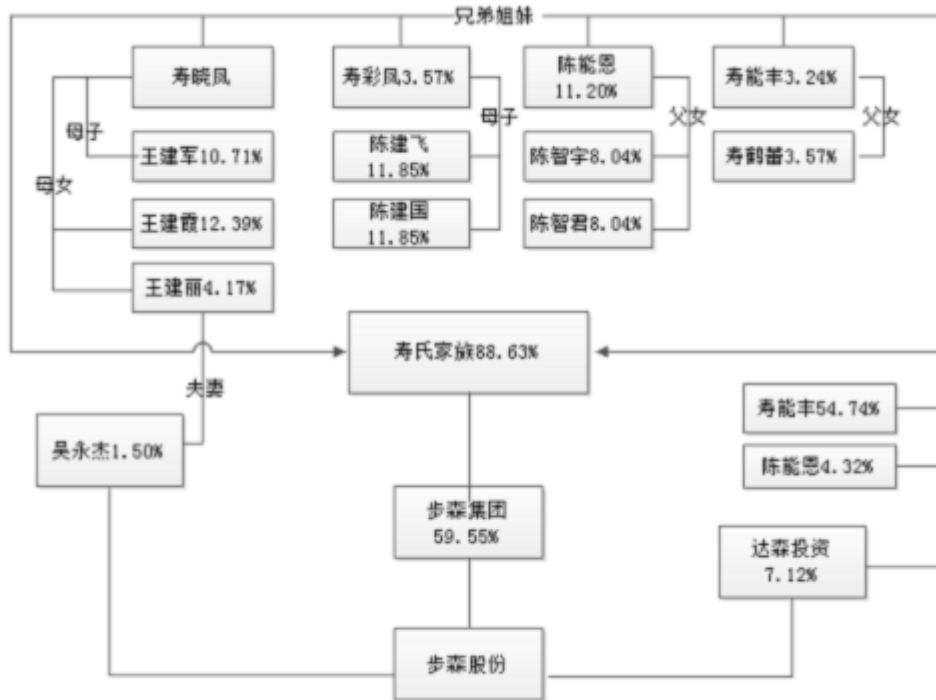 兄弟姐妹
寿晓凤
寿彩凤3.57%
陈能恩
11.20%
寿能丰3.24%
母子
母子
父女
父女
王建军10.71%
陈建飞
11.85%
陈智宇8.04%
寿鹤蕾3.57%
母女
王建霞12.39%
陈建国
11.85%
陈智君8.04%
王建丽4.17%
寿氏家族88.63%
夫妻
寿能丰54.74%
吴永杰1.50%
陈能恩4.32%
步森集团
59.55%
达森投资
7.12%
步森股份